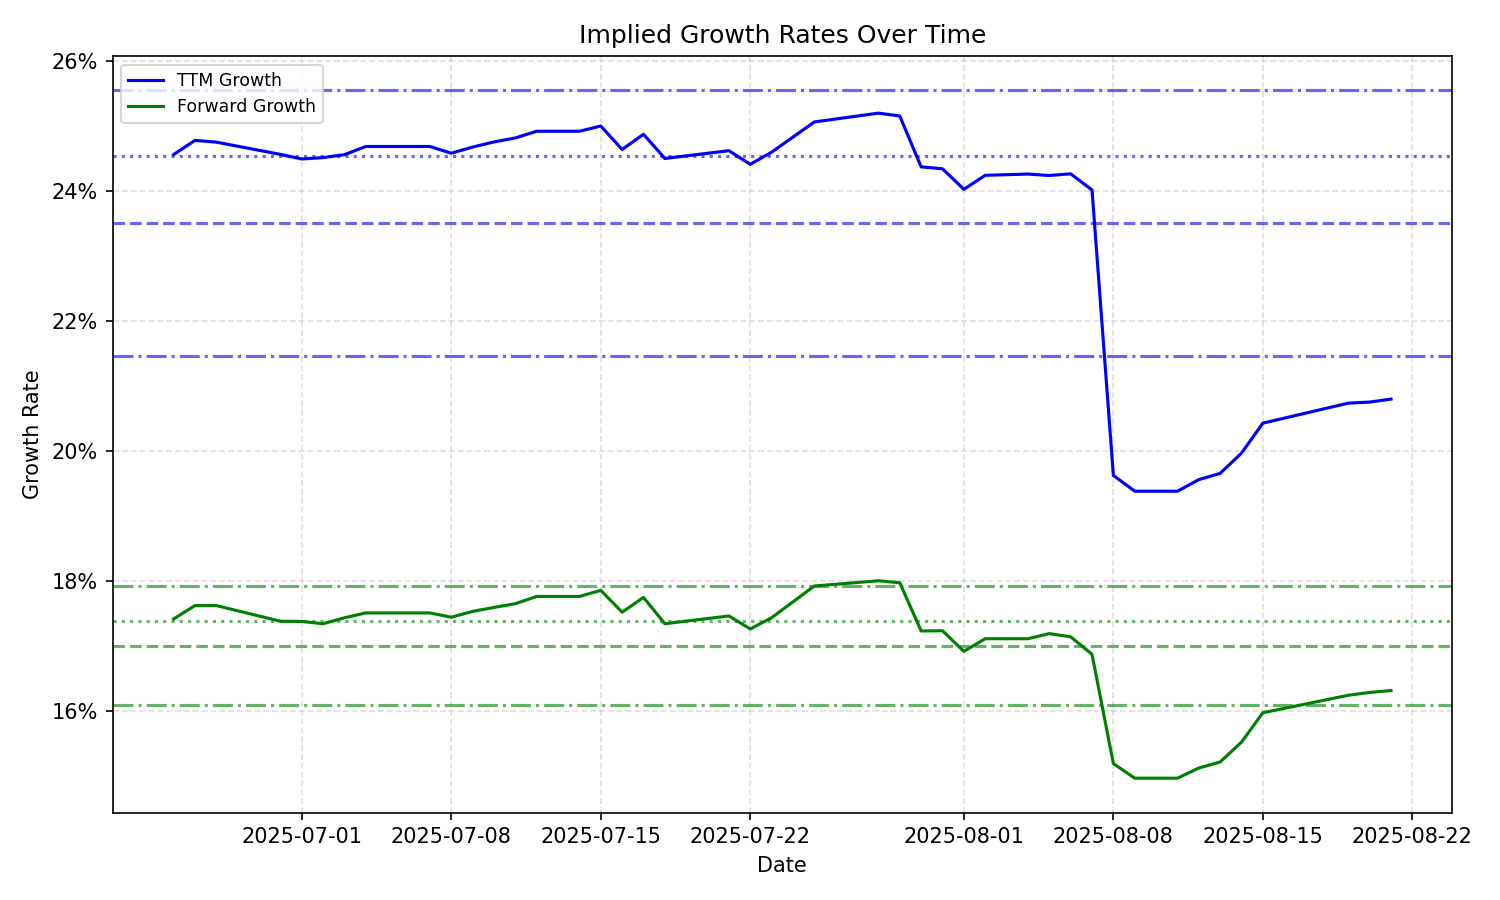 Implied Growth Rates Over Time
TTM Growth
Forward Growth
26%
24%
22%
20%
18%
16%
Growth Rate
2025-07-01 2025-07-08 2025-07-15 2025-07-22 2025-08-01 2025-08-08 2025-08-15 2025-08-22
Date